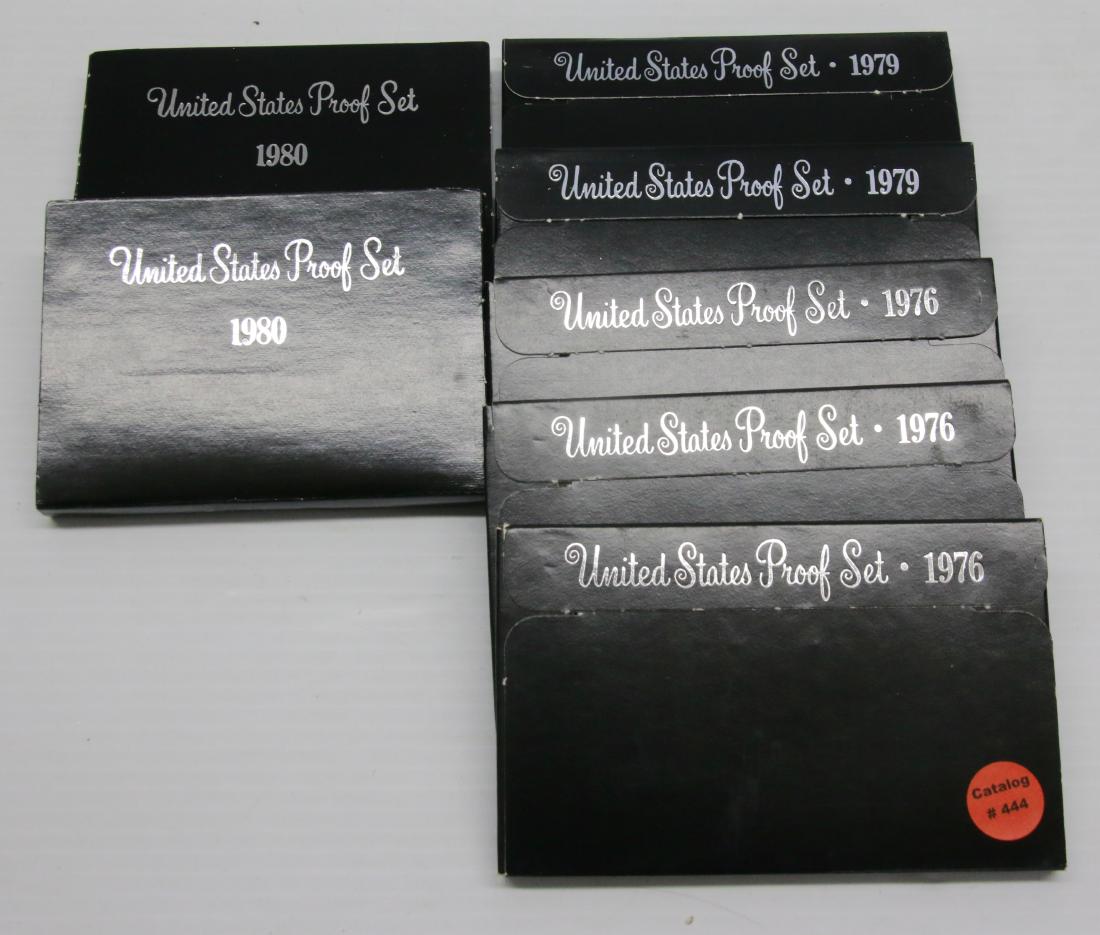 United States Proof Set
1980
United States Proof Set
1980
United States Proof Set · 1979
United States Proof Set · 1979
United States Proof Set · 1976
United States Proof Set · 1976
United States Proof Set · 1976
Catalog
# 444